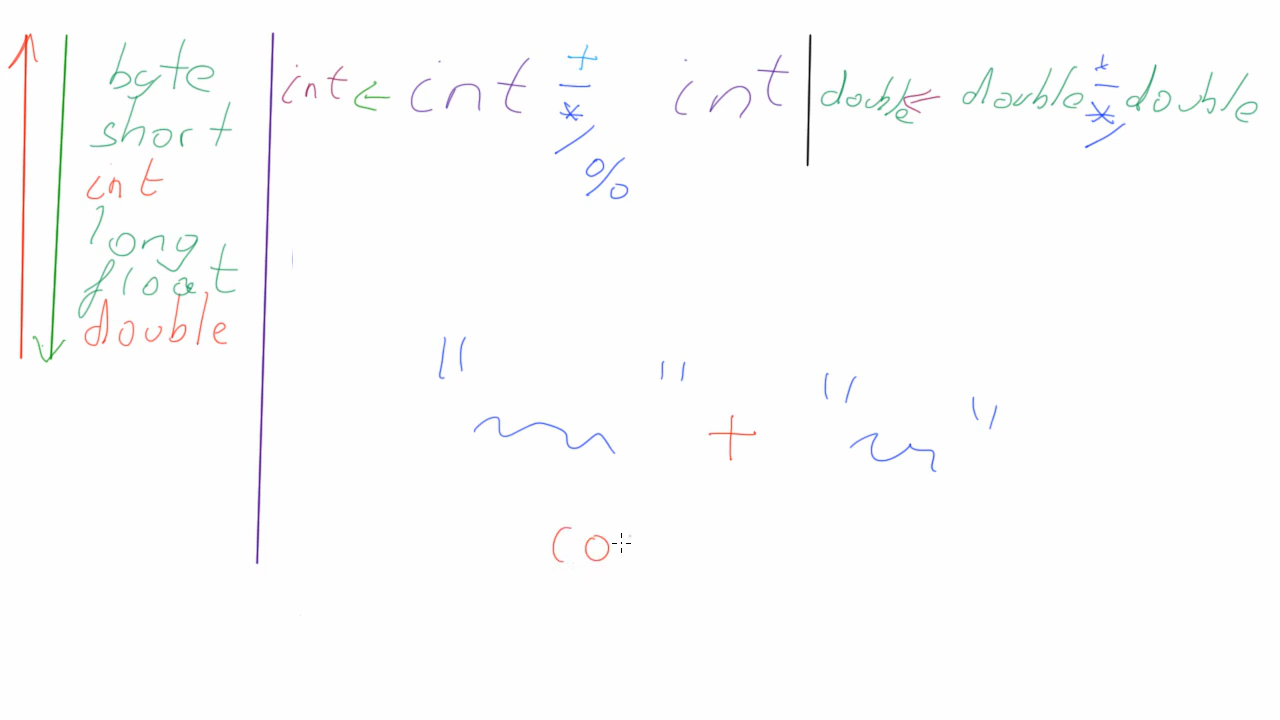 byte
short
int
long
float
double
int ← int + - * / % int
double ← double + - * / double
" " + " "
co